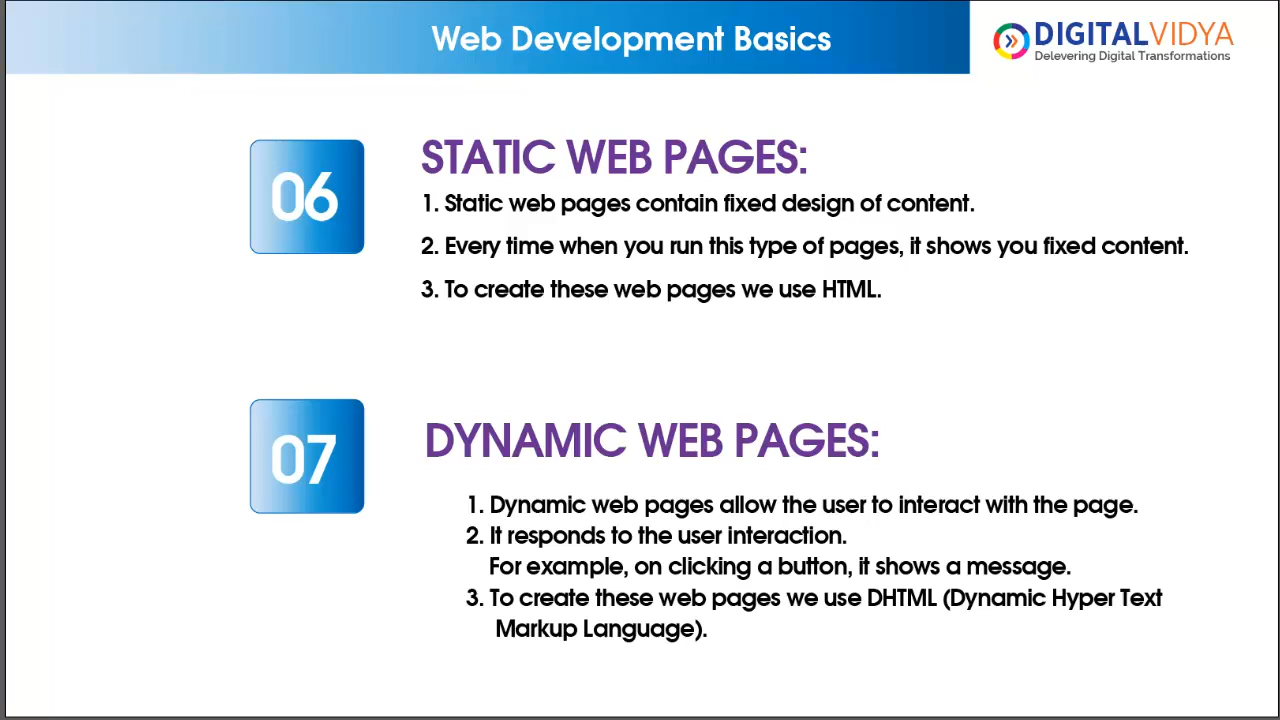 Web Development Basics
DIGITALVIDYA
Delevering Digital Transformations
06
STATIC WEB PAGES:
1. Static web pages contain fixed design of content.
2. Every time when you run this type of pages, it shows you fixed content.
3. To create these web pages we use HTML.
07
DYNAMIC WEB PAGES:
1. Dynamic web pages allow the user to interact with the page.
2. It responds to the user interaction.
For example, on clicking a button, it shows a message.
3. To create these web pages we use DHTML (Dynamic Hyper Text
Markup Language).